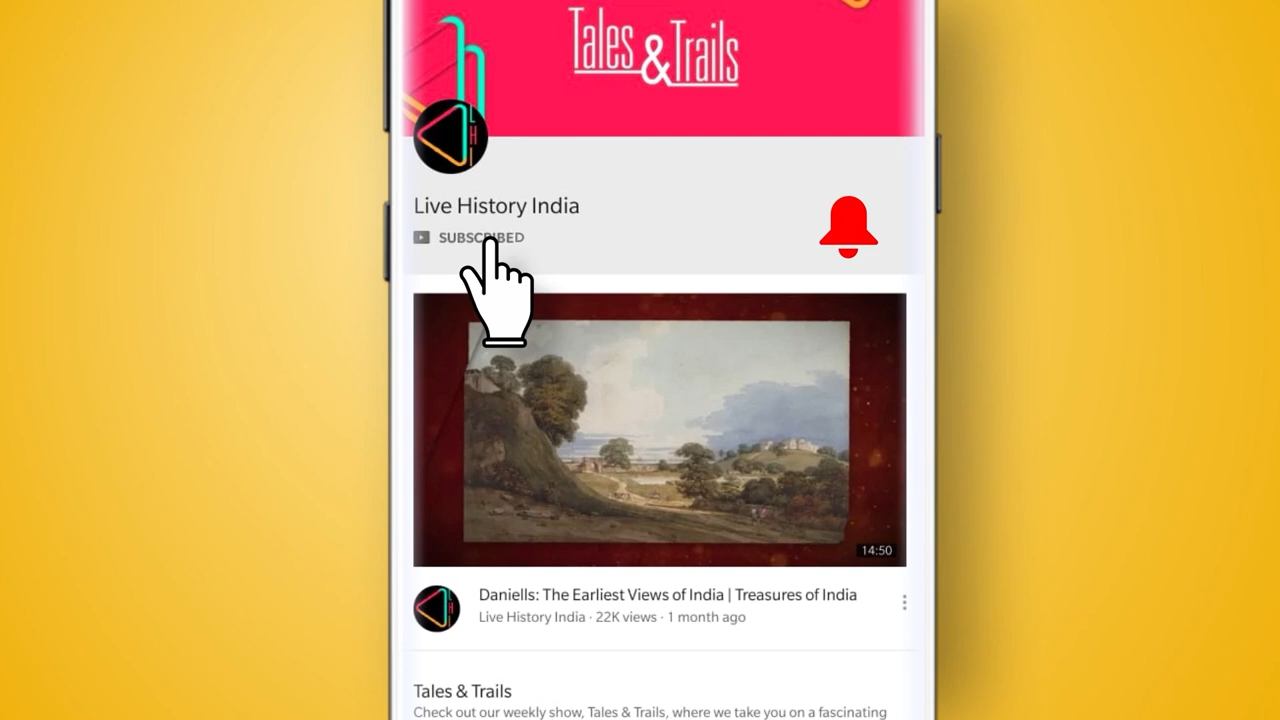 Tales & Trails
L
H
I
Live History India
SUBSCRIBED
14:50
Daniells: The Earliest Views of India | Treasures of India
Live History India · 22K views · 1 month ago
Tales & Trails
Check out our weekly show, Tales & Trails, where we take you on a fascinating